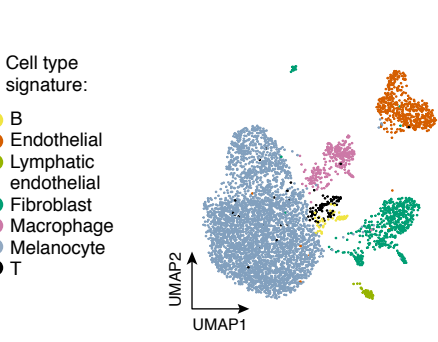 Cell type
signature:
B
Endothelial
Lymphatic
endothelial
Fibroblast
Macrophage
Melanocyte
T
UMAP2
UMAP1